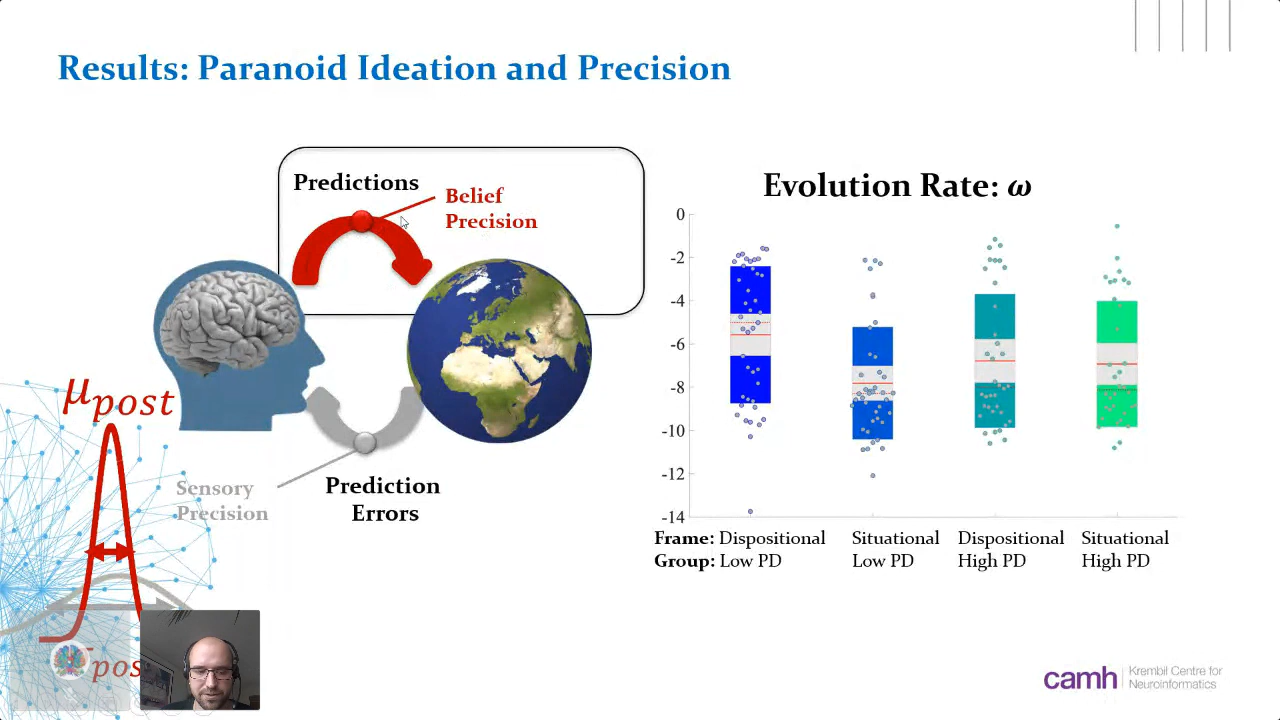 Results: Paranoid Ideation and Precision
Predictions
Belief
Precision
Evolution Rate: ω
0
-2
-4
-6
-8
-10
-12
-14
μpost
Sensory
Precision
Prediction
Errors
Frame: Dispositional Situational Dispositional Situational
Group: Low PD Low PD High PD High PD
camh
Krembil Centre for
Neuroinformatics